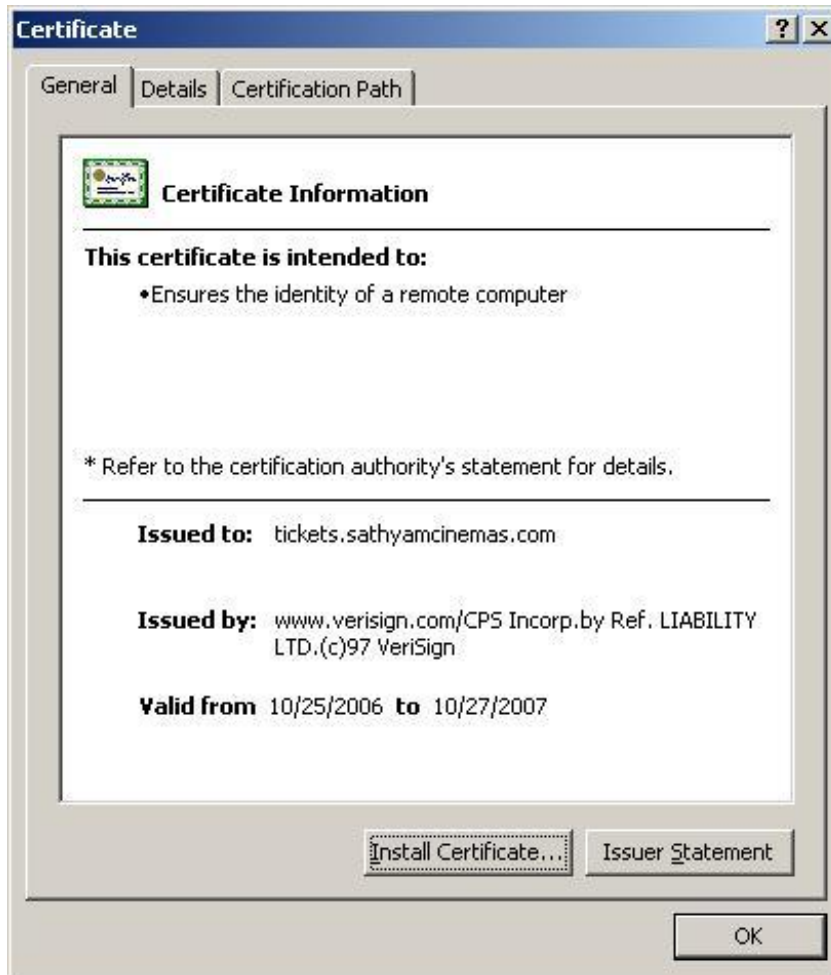 Certificate
General Details Certification Path
Certificate Information
This certificate is intended to:
•Ensures the identity of a remote computer
* Refer to the certification authority's statement for details.
Issued to: tickets.sathyamcinemas.com
Issued by: www.verisign.com/CPS Incorp.by Ref. LIABILITY
LTD.(c)97 VeriSign
Valid from 10/25/2006 to 10/27/2007
Install Certificate... Issuer Statement
OK